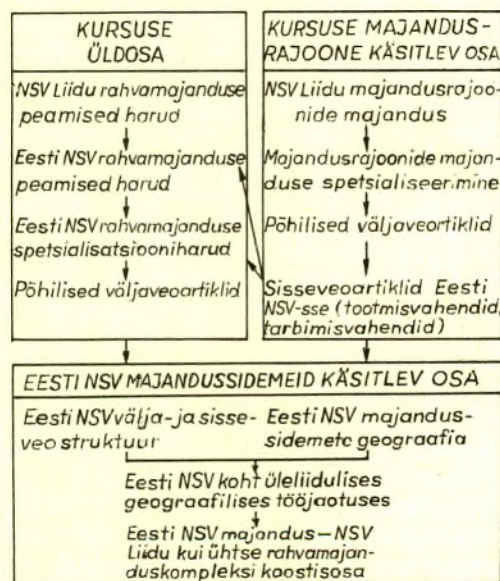 KURSUSE
ÜLDOSA
NSV Liidu rahvamajanduse
peamised harud
Eesti NSV rahvamajanduse
peamised harud
Eesti NSV rahvamajanduse
spetsialisatsiooniharud
Põhilised väljaveoartiklid
KURSUSE MAJANDUS-
RAJOONE KÄSITLEV OSA
NSV Liidu majandusrajoo-
nide majandus
Majandusrajoonide majan-
duse spetsialiseerimine
Põhilised väljaveoartiklid
Sisseveoartiklid Eesti
NSV-sse (tootmisvahendid,
tarbimisvahendid)
EESTI NSV MAJANDUSSIDEMEID KÄSITLEV OSA
Eesti NSV välja- ja sisse-
veo struktuur
Eesti NSV majandus-
sidemete geograafia
Eesti NSV koht üleliidulises
geograafilises tööjaotuses
Eesti NSV majandus — NSV
Liidu kui ühtse rahvamajan-
duskompleksi koostisosa